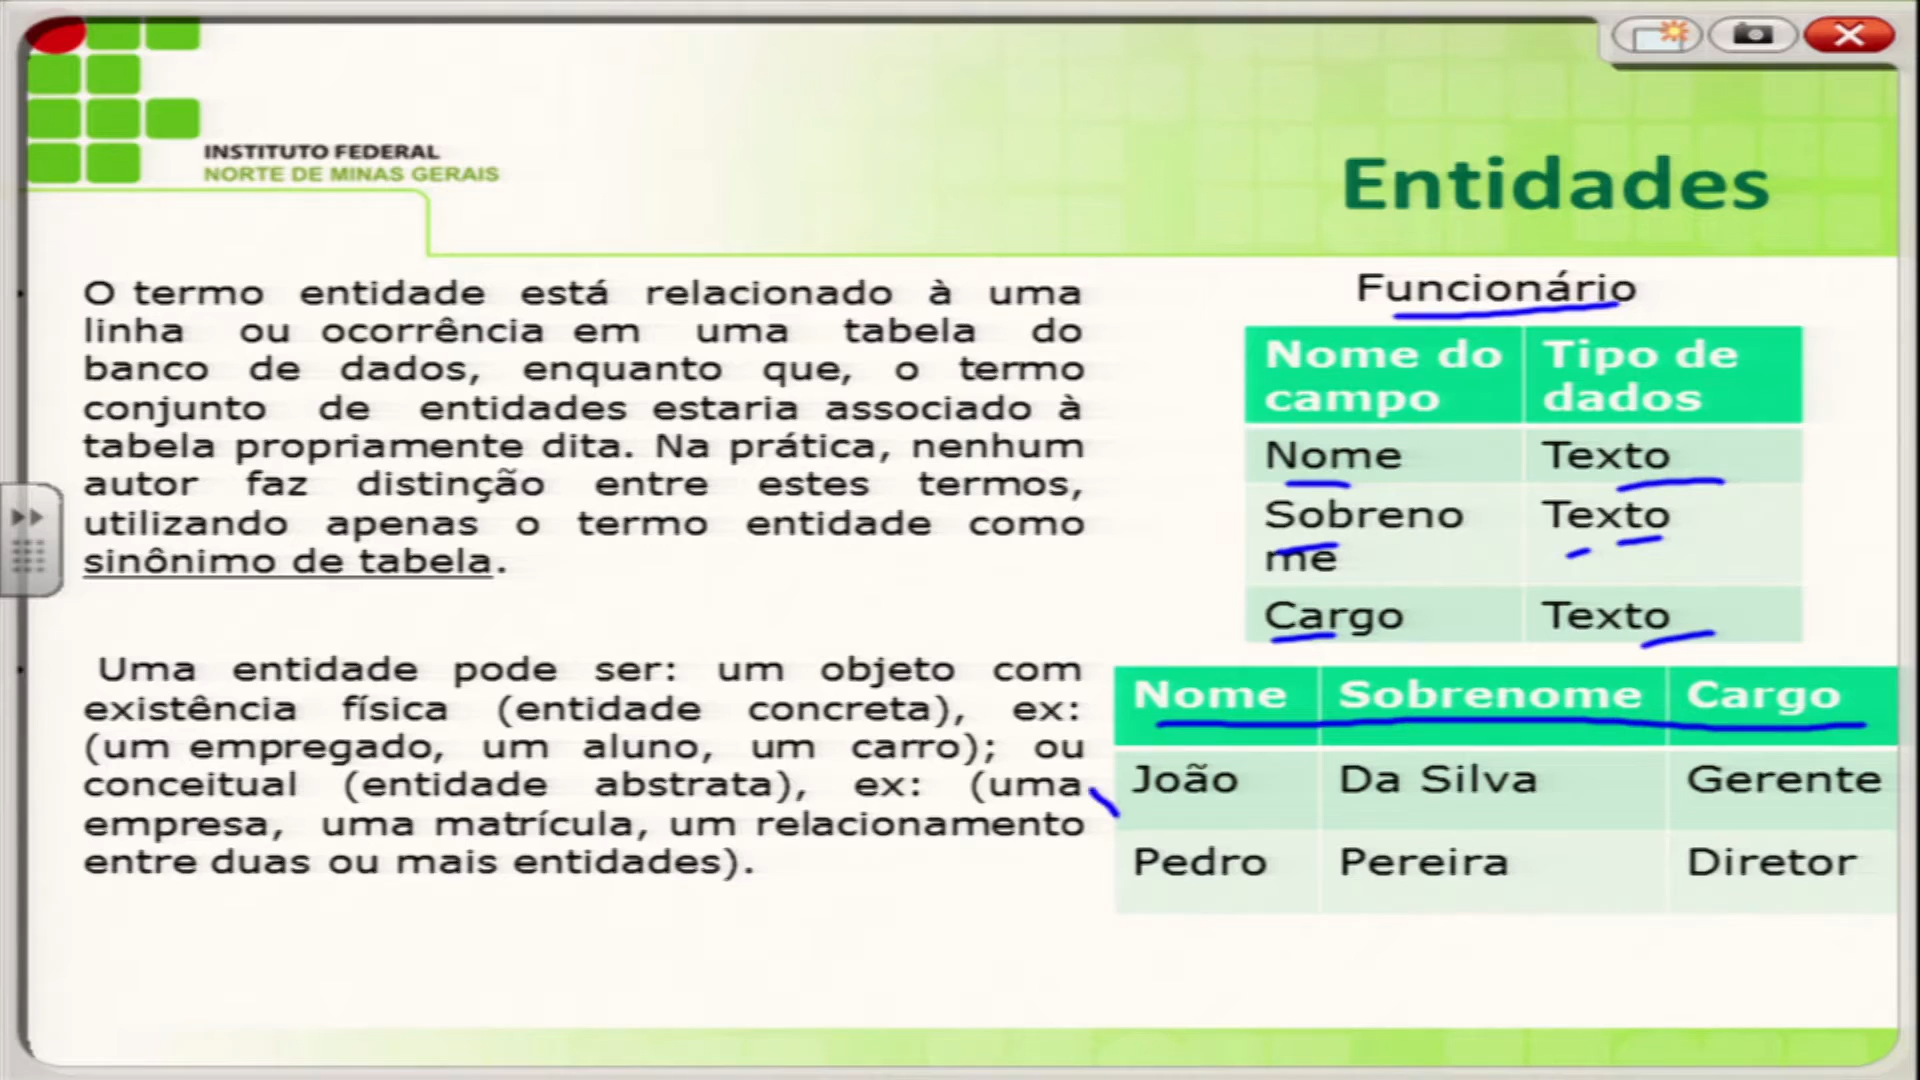 INSTITUTO FEDERAL
NORTE DE MINAS GERAIS
Entidades
O termo entidade está relacionado à uma
linha ou ocorrência em uma tabela do
banco de dados, enquanto que, o termo
conjunto de entidades estaria associado à
tabela propriamente dita. Na prática, nenhum
autor faz distinção entre estes termos,
utilizando apenas o termo entidade como
sinônimo de tabela.
Uma entidade pode ser: um objeto com
existência física (entidade concreta), ex:
(um empregado, um aluno, um carro); ou
conceitual (entidade abstrata), ex: (uma
empresa, uma matrícula, um relacionamento
entre duas ou mais entidades).
Funcionário
Nome do Tipo de
campo dados
Nome Texto
Sobreno Texto
me
Cargo Texto
Nome Sobrenome Cargo
João Da Silva Gerente
Pedro Pereira Diretor